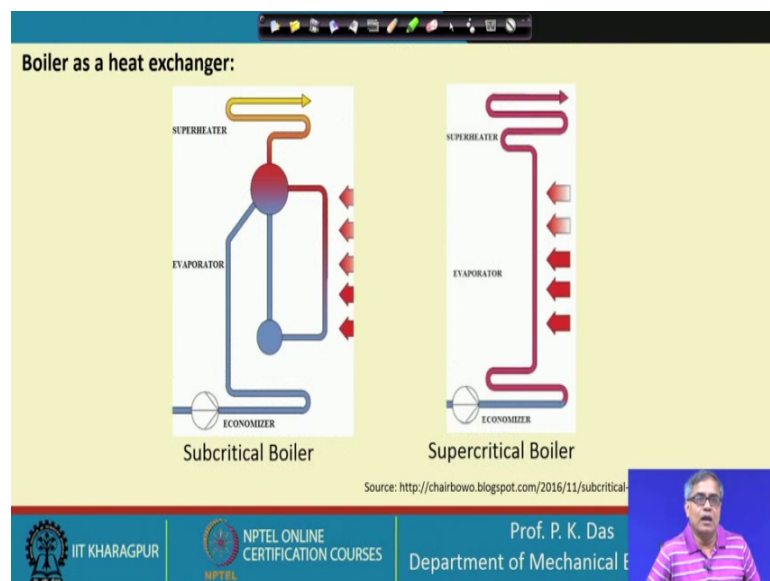 Boiler as a heat exchanger:
SUPERHEATER
EVAPORATOR
ECONOMIZER
Subcritical Boiler
SUPERHEATER
EVAPORATOR
ECONOMIZER
Supercritical Boiler
Source: http://chairbowo.blogspot.com/2016/11/subcritical-
IIT KHARAGPUR
NPTEL
NPTEL ONLINE
CERTIFICATION COURSES
Prof. P. K. Das
Department of Mechanical E